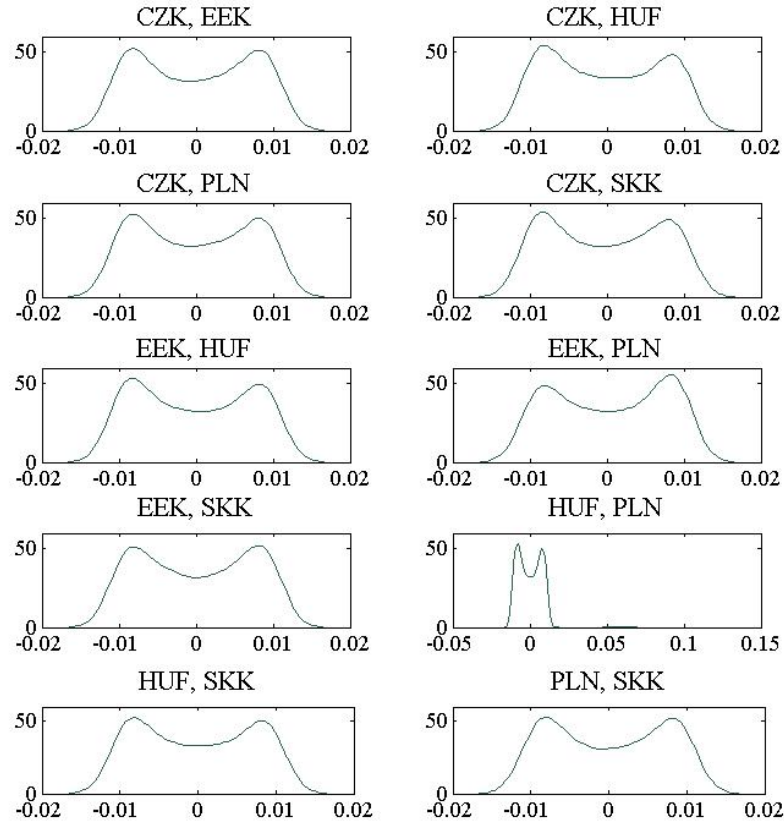 CZK, EEK
50
0
-0.02 -0.01 0 0.01 0.02
CZK, HUF
50
0
-0.02 -0.01 0 0.01 0.02
CZK, PLN
50
0
-0.02 -0.01 0 0.01 0.02
CZK, SKK
50
0
-0.02 -0.01 0 0.01 0.02
EEK, HUF
50
0
-0.02 -0.01 0 0.01 0.02
EEK, PLN
50
0
-0.02 -0.01 0 0.01 0.02
EEK, SKK
50
0
-0.02 -0.01 0 0.01 0.02
HUF, PLN
50
0
-0.05 0 0.05 0.1 0.15
HUF, SKK
50
0
-0.02 -0.01 0 0.01 0.02
PLN, SKK
50
0
-0.02 -0.01 0 0.01 0.02